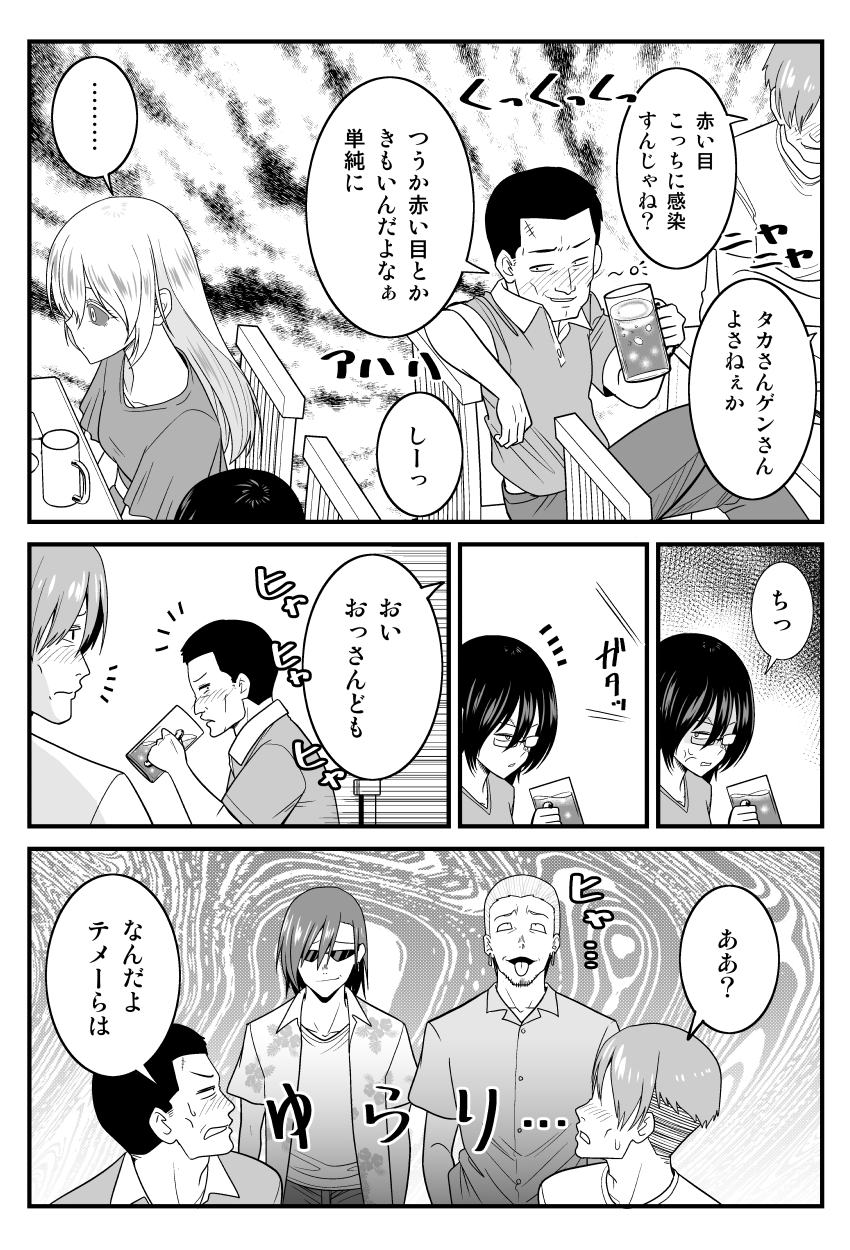 赤い目
こっちに感染
すんじゃね?
くっくっくっ
ニヤ
ニヤ
タカさんゲンさん
よさねぇか
つうか赤い目とか
きもいんだよなぁ
単純に
アハハ
しーっ
………
ちっ
ガタッ
おい
おっさんども
ヒャ
ヒャ
ヒャ
ああ?
ヒャ…
ゆらり…
なんだよ
テメーらは